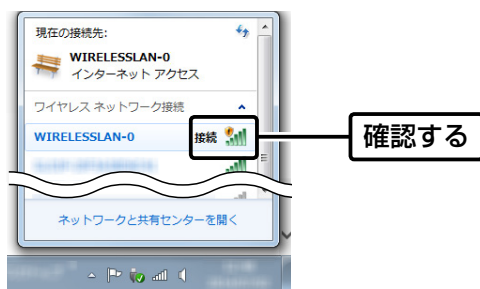 現在の接続先:
WIRELESSLAN-0
インターネット アクセス
ワイヤレス ネットワーク接続
WIRELESSLAN-0 接続
確認する
ネットワークと共有センターを開く